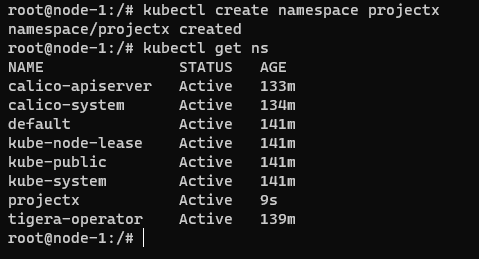 root@node-1:/# kubectl create namespace projectx
namespace/projectx created
root@node-1:/# kubectl get ns
NAME STATUS AGE
calico-apiserver Active 133m
calico-system Active 134m
default Active 141m
kube-node-lease Active 141m
kube-public Active 141m
kube-system Active 141m
projectx Active 9s
tigera-operator Active 139m
root@node-1:/#